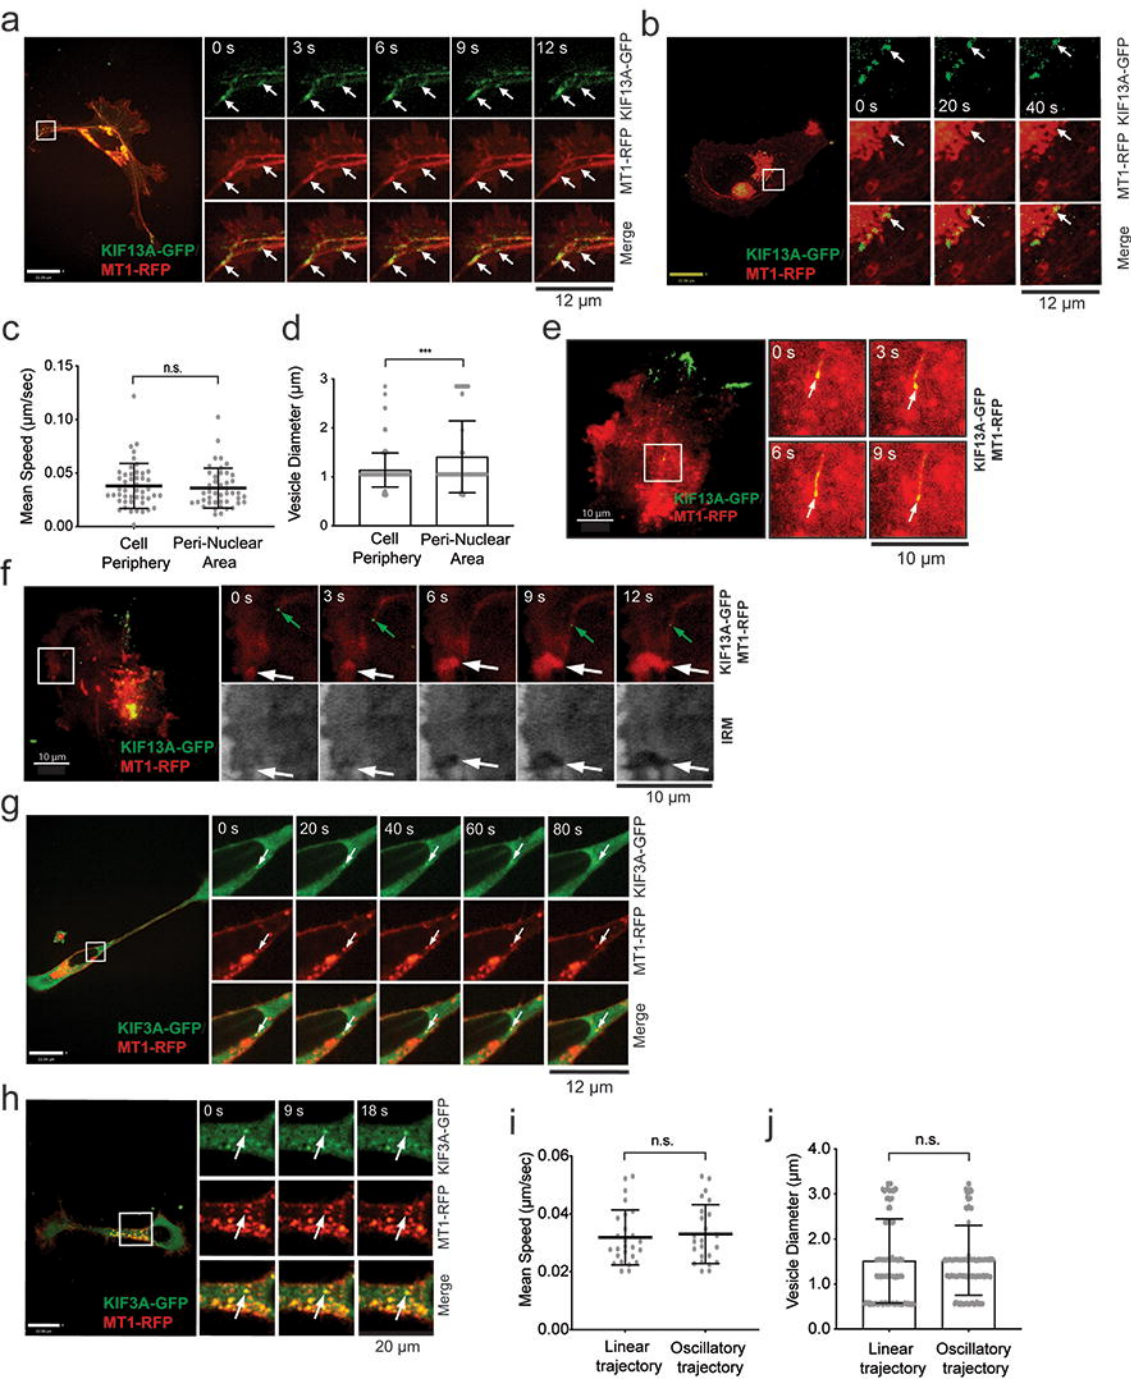 a
0 s
3 s
6 s
9 s
12 s
KIF13A-GFP
MT1-RFP
Merge
KIF13A-GFP/
MT1-RFP
12 µm
b
0 s
20 s
40 s
KIF13A-GFP
MT1-RFP
Merge
KIF13A-GFP/
MT1-RFP
12 µm
c
Mean Speed (µm/sec)
0.15
0.10
0.05
0.00
n.s.
Cell
Periphery
Peri-Nuclear
Area
d
Vesicle Diameter (µm)
3
2
1
0
***
Cell
Periphery
Peri-Nuclear
Area
e
10 µm
KIF13A-GFP/
MT1-RFP
0 s
3 s
6 s
9 s
KIF13A-GFP
MT1-RFP
10 µm
f
10 µm
KIF13A-GFP/
MT1-RFP
0 s
3 s
6 s
9 s
12 s
KIF13A-GFP
MT1-RFP
IRM
10 µm
g
KIF3A-GFP/
MT1-RFP
0 s
20 s
40 s
60 s
80 s
KIF3A-GFP
MT1-RFP
Merge
12 µm
h
KIF3A-GFP
MT1-RFP
0 s
9 s
18 s
KIF3A-GFP
MT1-RFP
Merge
20 µm
i
Mean Speed (µm/sec)
0.06
0.04
0.02
0.00
n.s.
Linear
trajectory
Oscillatory
trajectory
j
Vesicle Diameter (µm)
4.0
3.0
2.0
1.0
0.0
n.s.
Linear
trajectory
Oscillatory
trajectory